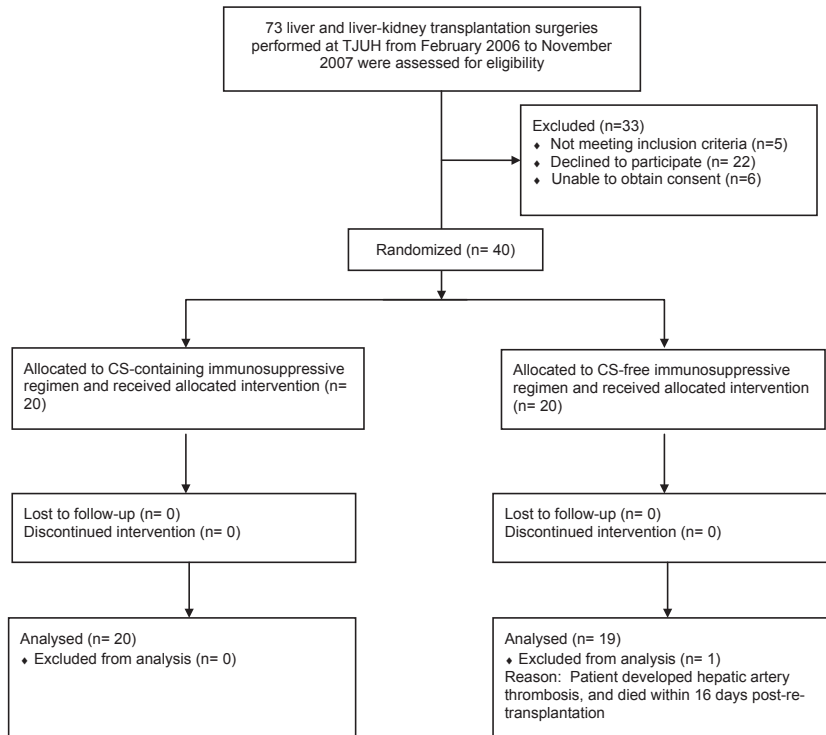 73 liver and liver-kidney transplantation surgeries
performed at TJUH from February 2006 to November
2007 were assessed for eligibility
Excluded (n=33)
♦ Not meeting inclusion criteria (n=5)
♦ Declined to participate (n= 22)
♦ Unable to obtain consent (n=6)
Randomized (n= 40)
Allocated to CS-containing immunosuppressive
regimen and received allocated intervention (n=
20)
Allocated to CS-free immunosuppressive
regimen and received allocated intervention
(n= 20)
Lost to follow-up (n= 0)
Discontinued intervention (n= 0)
Lost to follow-up (n= 0)
Discontinued intervention (n= 0)
Analysed (n= 20)
♦ Excluded from analysis (n= 0)
Analysed (n= 19)
♦ Excluded from analysis (n= 1)
Reason: Patient developed hepatic artery
thrombosis, and died within 16 days post-re-
transplantation